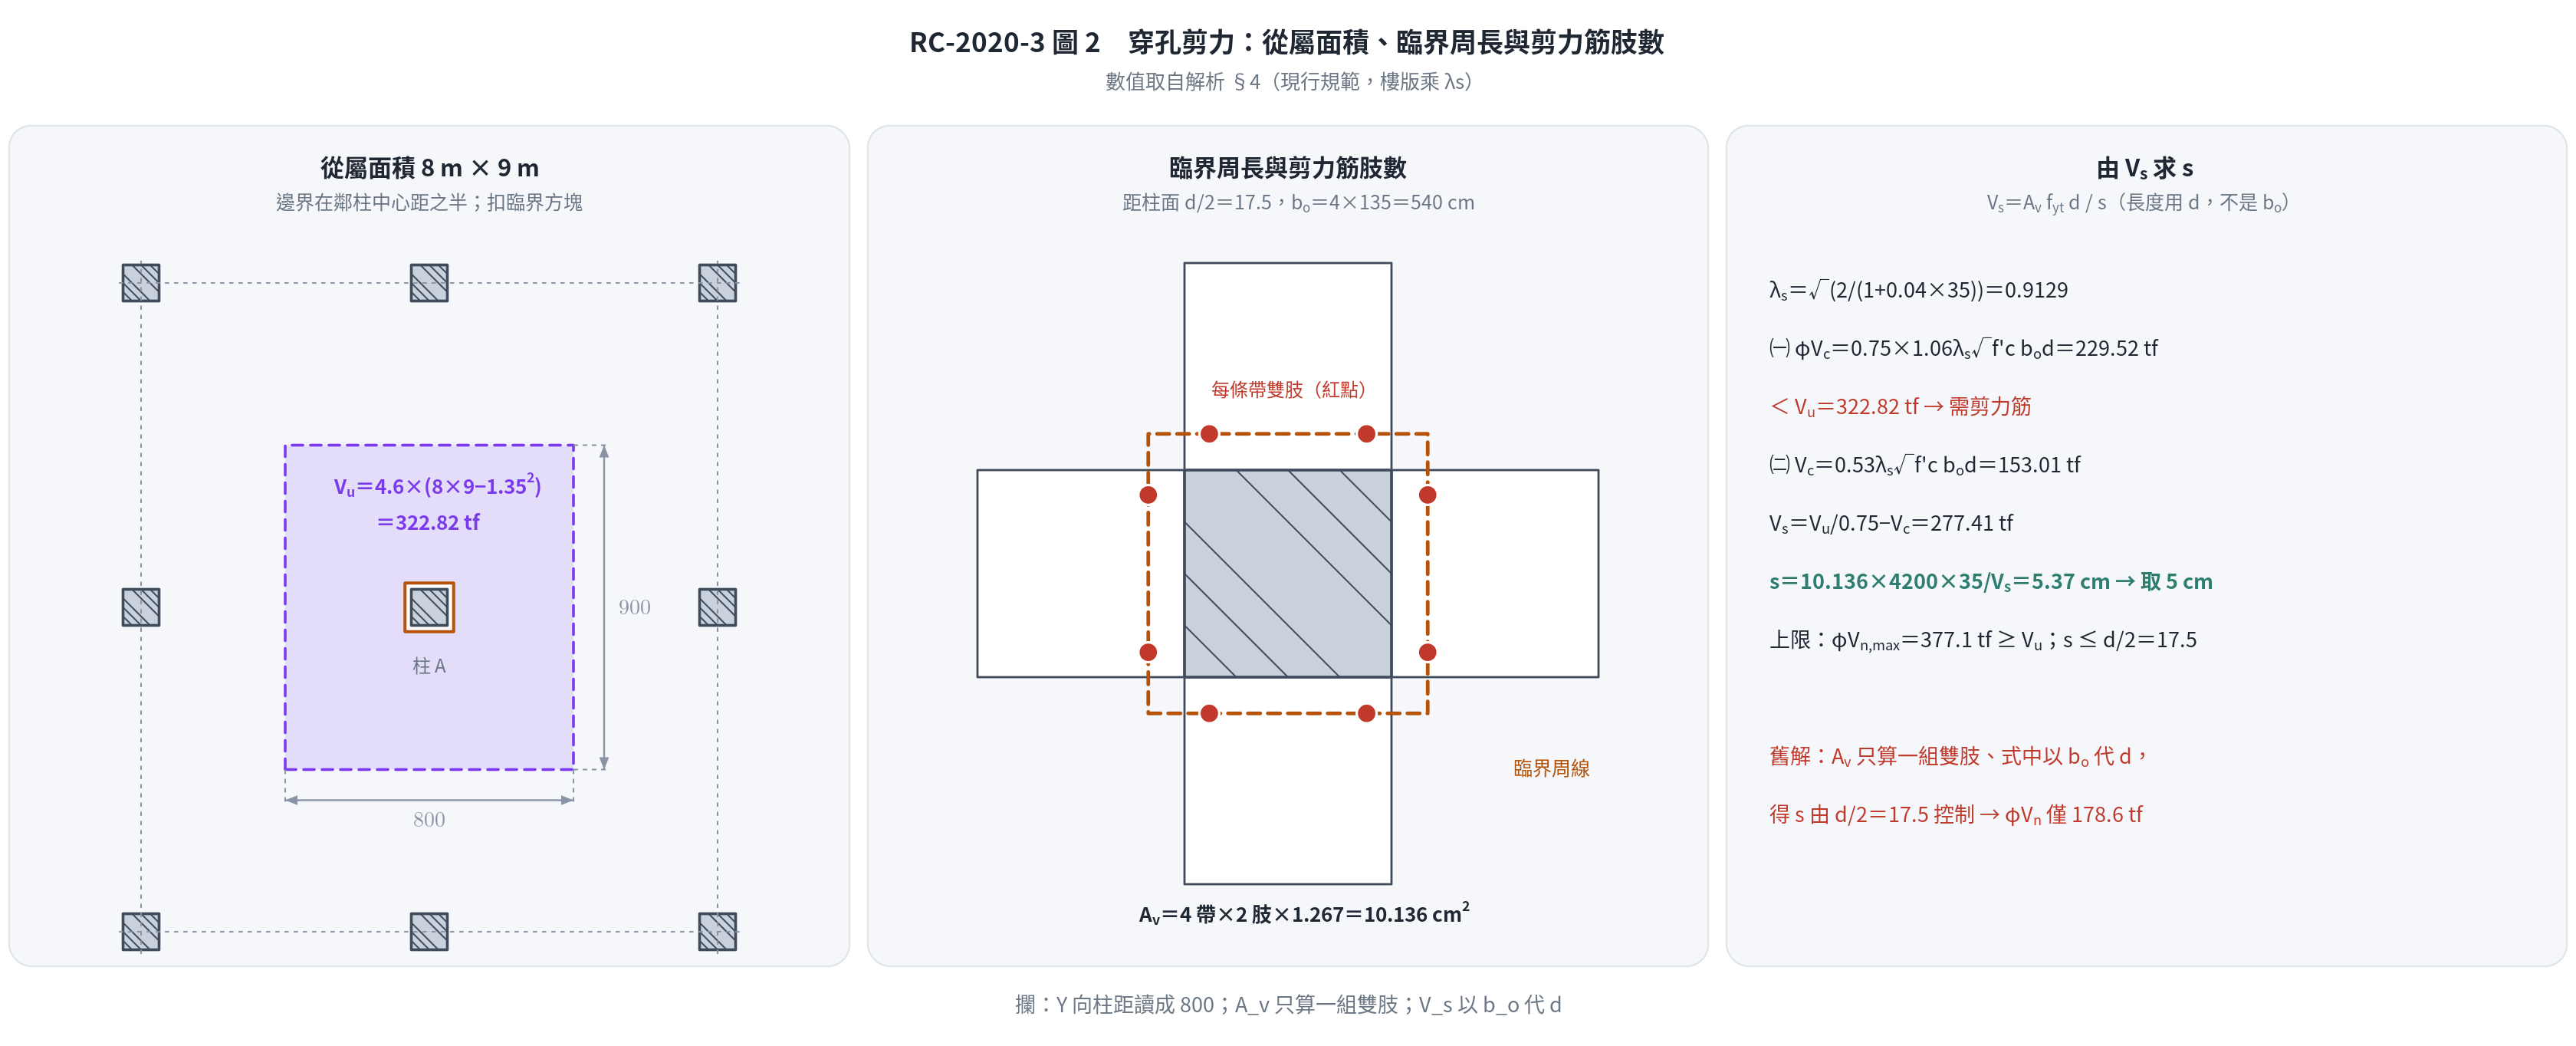 RC-2020-3 圖 2　穿孔剪力：從屬面積、臨界周長與剪力筋肢數
數值取自解析 §4（現行規範，樓版乘 λs）
從屬面積 8 m × 9 m
邊界在鄰柱中心距之半；扣臨界方塊
Vu＝4.6×(8×9−1.35²)
＝322.82 tf
柱 A
900
800
臨界周長與剪力筋肢數
距柱面 d/2＝17.5，bo＝4×135＝540 cm
每條帶雙肢（紅點）
臨界周線
Av＝4 帶×2 肢×1.267＝10.136 cm²
由 Vs 求 s
Vs＝Av fyt d / s（長度用 d，不是 bo）
λs＝√(2/(1+0.04×35))＝0.9129
㈠ φVc＝0.75×1.06λs√f'c bod＝229.52 tf
＜ Vu＝322.82 tf → 需剪力筋
㈡ Vc＝0.53λs√f'c bod＝153.01 tf
Vs＝Vu/0.75−Vc＝277.41 tf
s＝10.136×4200×35/Vs＝5.37 cm → 取 5 cm
上限：φVn,max＝377.1 tf ≥ Vu；s ≤ d/2＝17.5
舊解：Av 只算一組雙肢、式中以 bo 代 d，
得 s 由 d/2＝17.5 控制 → φVn 僅 178.6 tf
攔：Y 向柱距讀成 800；A_v 只算一組雙肢；V_s 以 b_o 代 d